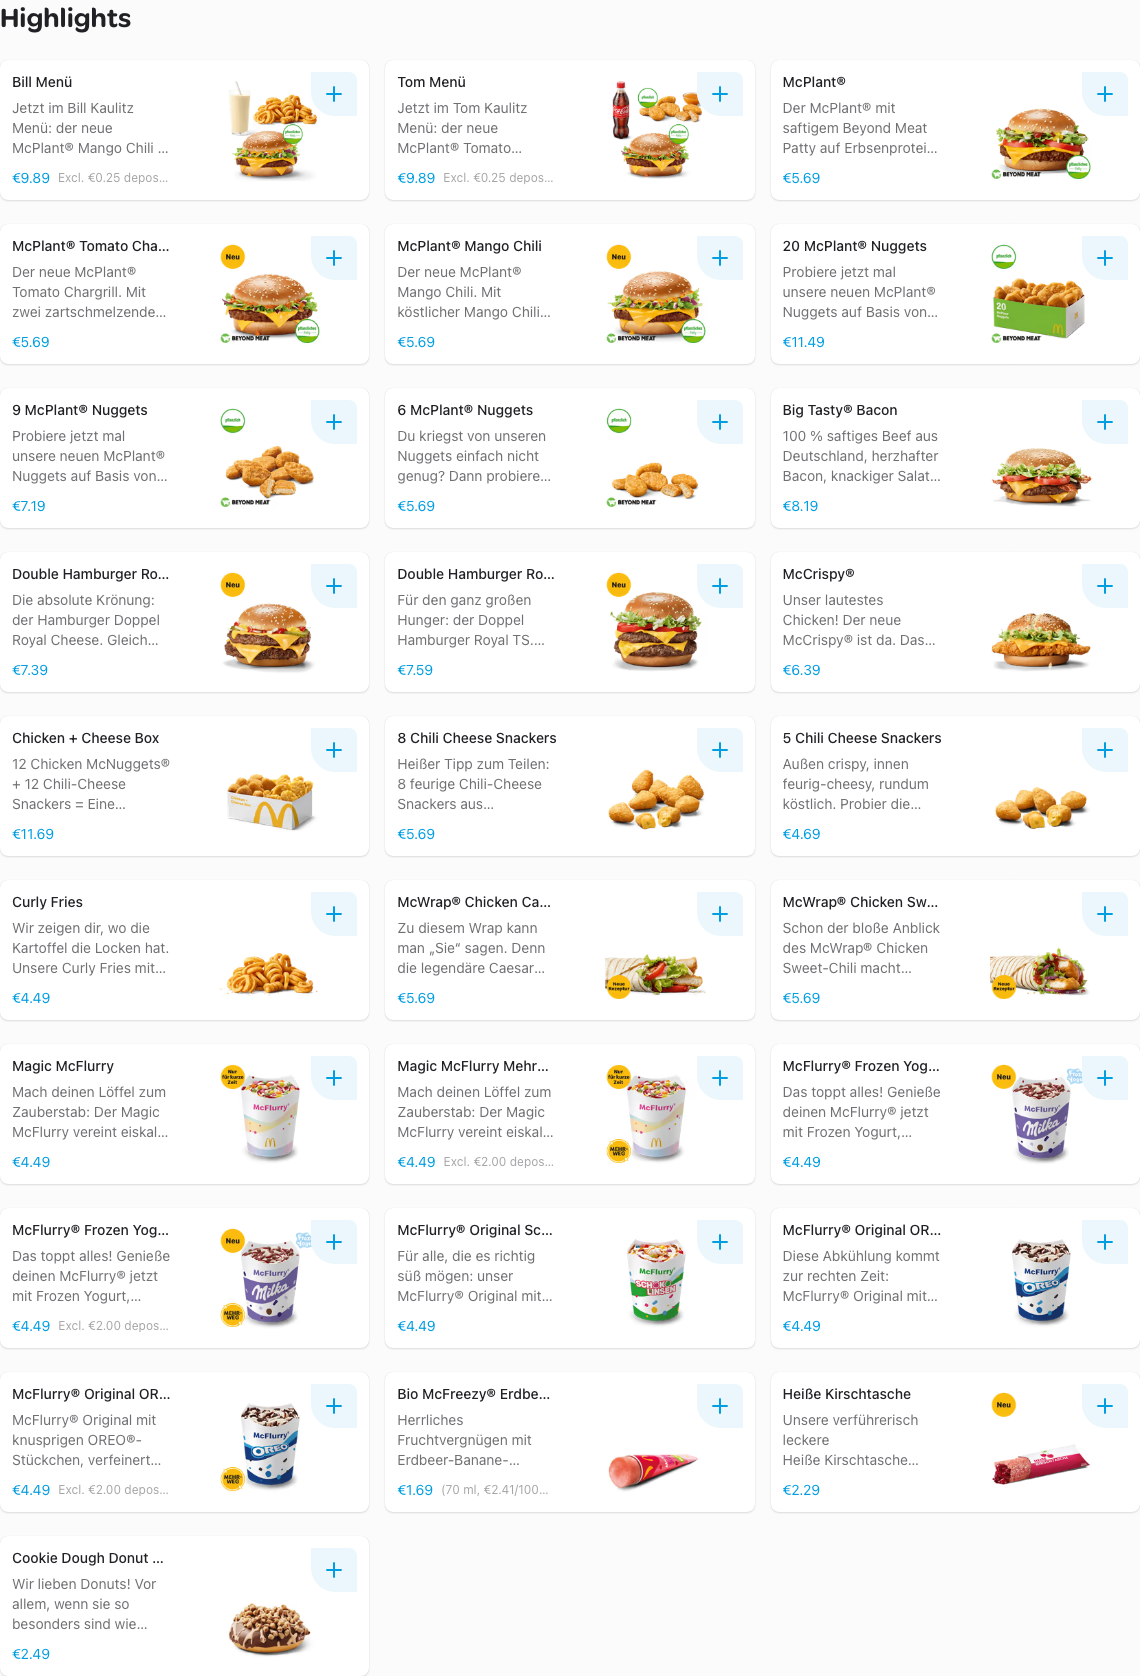 Highlights
Bill Menü
Jetzt im Bill Kaulitz
Menü: der neue
McPlant® Mango Chili ...
€9.89 Excl. €0.25 depos...
Tom Menü
Jetzt im Tom Kaulitz
Menü: der neue
McPlant® Tomato...
€9.89 Excl. €0.25 depos...
McPlant®
Der McPlant® mit
saftigem Beyond Meat
Patty auf Erbsenprotei...
€5.69
BEYOND MEAT
McPlant® Tomato Cha...
Der neue McPlant®
Tomato Chargrill. Mit
zwei zartschmelzende...
€5.69
Neu
BEYOND MEAT
McPlant® Mango Chili
Der neue McPlant®
Mango Chili. Mit
köstlicher Mango Chili...
€5.69
Neu
BEYOND MEAT
20 McPlant® Nuggets
Probiere jetzt mal
unsere neuen McPlant®
Nuggets auf Basis von...
€11.49
20
BEYOND MEAT
9 McPlant® Nuggets
Probiere jetzt mal
unsere neuen McPlant®
Nuggets auf Basis von...
€7.19
BEYOND MEAT
6 McPlant® Nuggets
Du kriegst von unseren
Nuggets einfach nicht
genug? Dann probiere...
€5.69
BEYOND MEAT
Big Tasty® Bacon
100 % saftiges Beef aus
Deutschland, herzhafter
Bacon, knackiger Salat...
€8.19
Double Hamburger Ro...
Die absolute Krönung:
der Hamburger Doppel
Royal Cheese. Gleich...
€7.39
Neu
Double Hamburger Ro...
Für den ganz großen
Hunger: der Doppel
Hamburger Royal TS....
€7.59
Neu
McCrispy®
Unser lautestes
Chicken! Der neue
McCrispy® ist da. Das...
€6.39
Chicken + Cheese Box
12 Chicken McNuggets®
+ 12 Chili-Cheese
Snackers = Eine...
€11.69
8 Chili Cheese Snackers
Heißer Tipp zum Teilen:
8 feurige Chili-Cheese
Snackers aus...
€5.69
5 Chili Cheese Snackers
Außen crispy, innen
feurig-cheesy, rundum
köstlich. Probier die...
€4.69
Curly Fries
Wir zeigen dir, wo die
Kartoffel die Locken hat.
Unsere Curly Fries mit...
€4.49
McWrap® Chicken Ca...
Zu diesem Wrap kann
man „Sie“ sagen. Denn
die legendäre Caesar...
€5.69
Neue
Rezeptur
McWrap® Chicken Sw...
Schon der bloße Anblick
des McWrap® Chicken
Sweet-Chili macht...
€5.69
Neue
Rezeptur
Magic McFlurry
Mach deinen Löffel zum
Zauberstab: Der Magic
McFlurry vereint eiskal...
€4.49
Nur
für kurze
Zeit
McFlurry®
Magic McFlurry Mehr...
Mach deinen Löffel zum
Zauberstab: Der Magic
McFlurry vereint eiskal...
€4.49 Excl. €2.00 depos...
Nur
für kurze
Zeit
McFlurry®
MEHR-
WEG
McFlurry® Frozen Yog...
Das toppt alles! Genieße
deinen McFlurry® jetzt
mit Frozen Yogurt,...
€4.49
Neu
McFlurry®
Milka
McFlurry® Frozen Yog...
Das toppt alles! Genieße
deinen McFlurry® jetzt
mit Frozen Yogurt,...
€4.49 Excl. €2.00 depos...
Neu
McFlurry®
Milka
MEHR-
WEG
McFlurry® Original Sc...
Für alle, die es richtig
süß mögen: unser
McFlurry® Original mit...
€4.49
McFlurry®
SCHOKO
LINSEN
McFlurry® Original OR...
Diese Abkühlung kommt
zur rechten Zeit:
McFlurry® Original mit...
€4.49
McFlurry®
OREO
McFlurry® Original OR...
McFlurry® Original mit
knusprigen OREO®-
Stückchen, verfeinert...
€4.49 Excl. €2.00 depos...
McFlurry®
OREO
MEHR-
WEG
Bio McFreezy® Erdbe...
Herrliches
Fruchtvergnügen mit
Erdbeer-Banane-...
€1.69 (70 ml, €2.41/100...
Heiße Kirschtasche
Unsere verführerisch
leckere
Heiße Kirschtasche...
€2.29
Neu
Cookie Dough Donut ...
Wir lieben Donuts! Vor
allem, wenn sie so
besonders sind wie...
€2.49